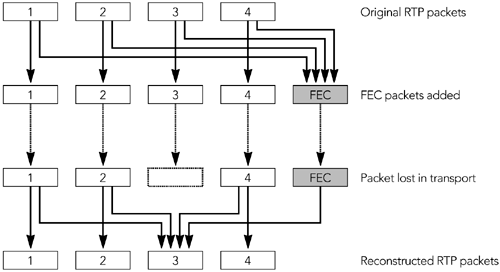 1 2 3 4 Original RTP packets
1 2 3 4 FEC FEC packets added
1 2 4 FEC Packet lost in transport
1 2 3 4 Reconstructed RTP packets